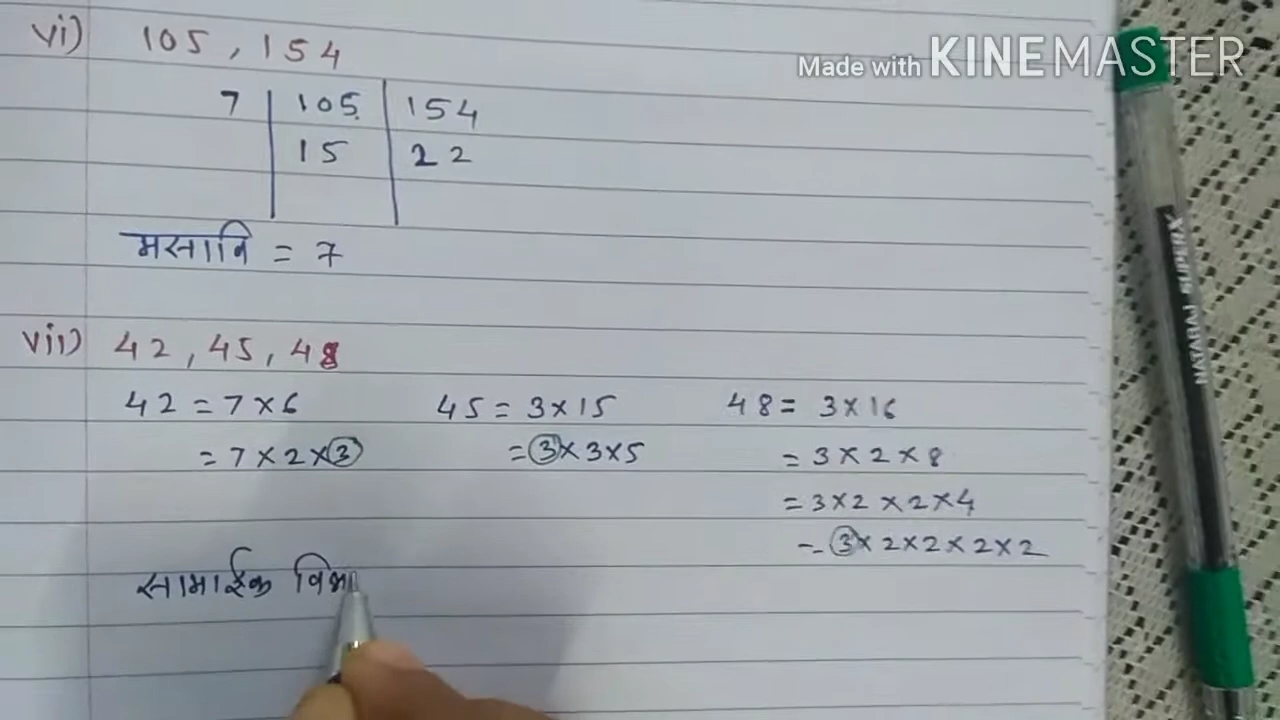 Made with KINEMASTER
vi) 105, 154
7 | 105 | 154
15 | 22
मसावि = 7
vii) 42, 45, 48
42 = 7 × 6 45 = 3 × 15 48 = 3 × 16
= 7 × 2 × 3 = 3 × 3 × 5 = 3 × 2 × 8
= 3 × 2 × 2 × 4
= 3 × 2 × 2 × 2 × 2
सामाईक विभा
NATARAJ